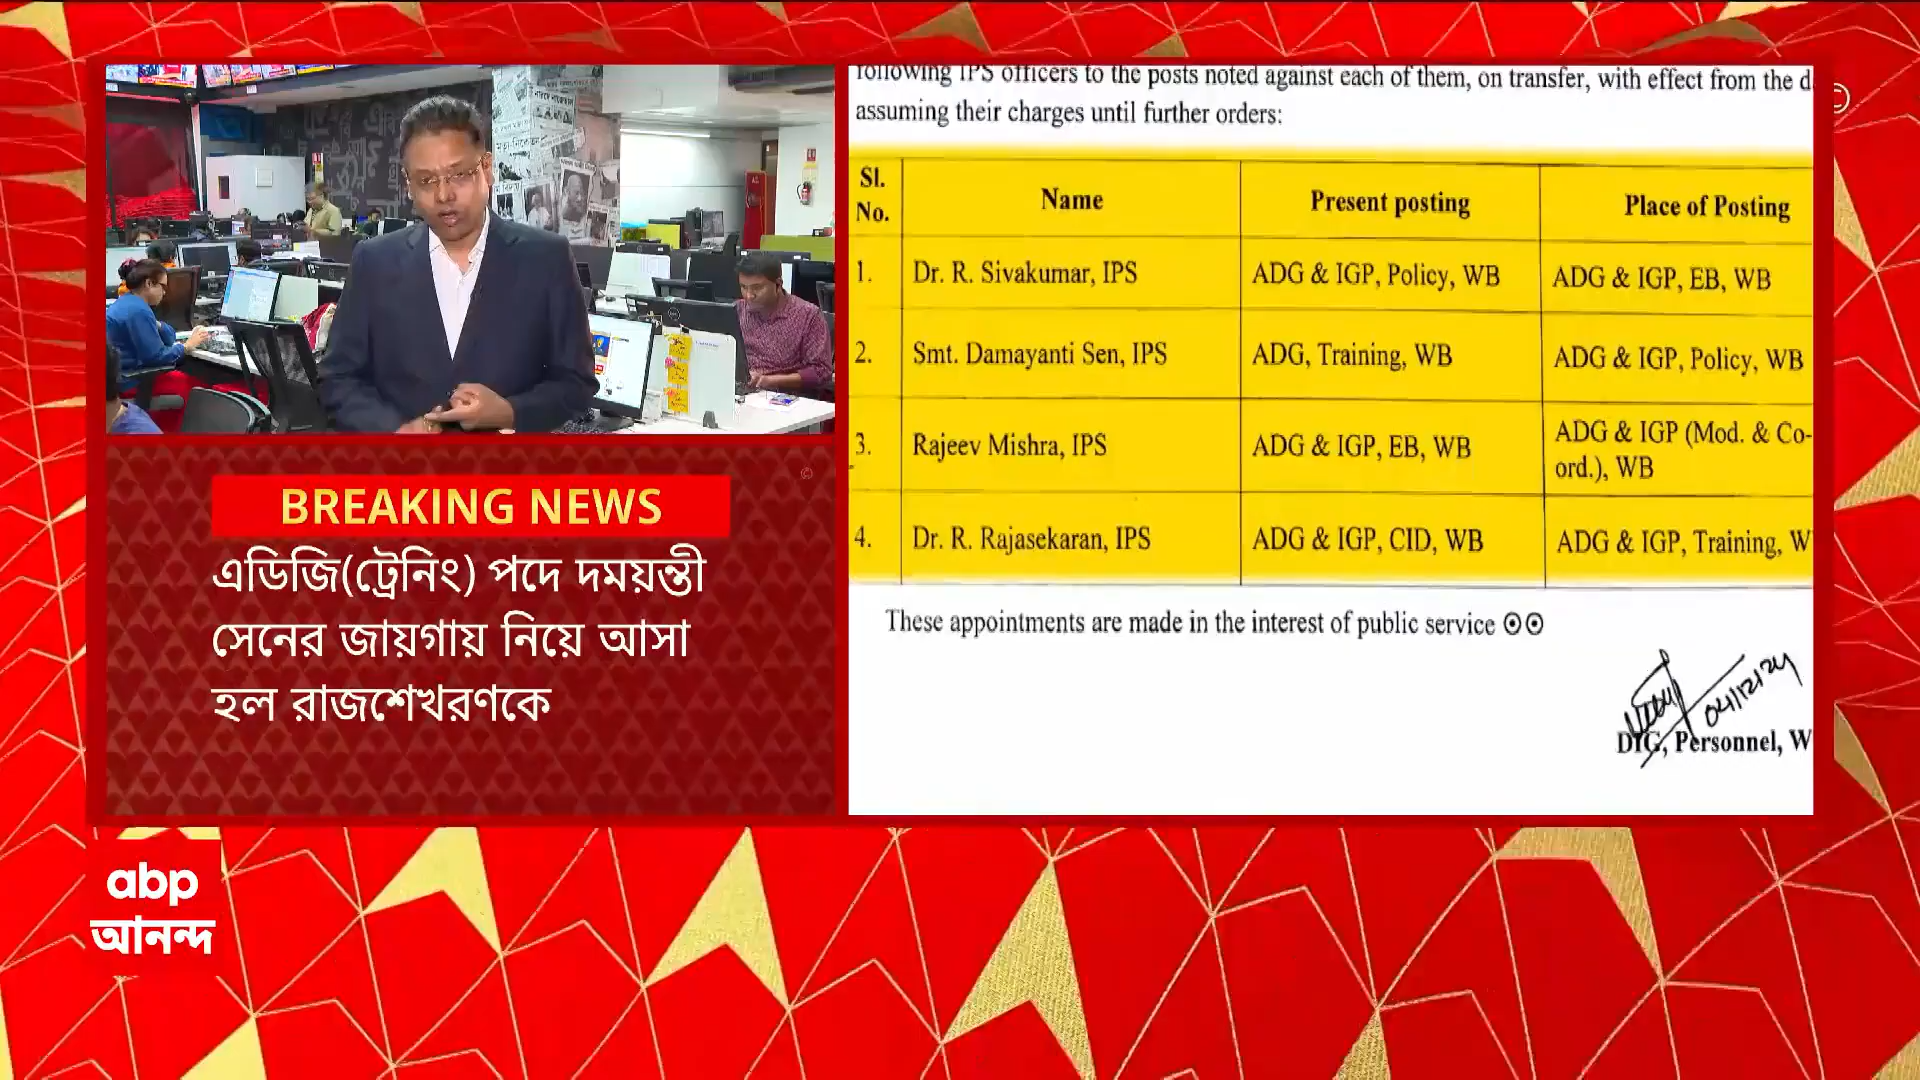 following IPS officers to the posts noted against each of them, on transfer, with effect from the d
assuming their charges until further orders:
Sl. No. Name Present posting Place of Posting
1. Dr. R. Sivakumar, IPS ADG & IGP, Policy, WB ADG & IGP, EB, WB
2. Smt. Damayanti Sen, IPS ADG, Training, WB ADG & IGP, Policy, WB
3. Rajeev Mishra, IPS ADG & IGP, EB, WB ADG & IGP (Mod. & Co-ord.), WB
4. Dr. R. Rajasekaran, IPS ADG & IGP, CID, WB ADG & IGP, Training, W
These appointments are made in the interest of public service
04/12/24
DIG, Personnel, W
BREAKING NEWS
এডিজি(ট্রেনিং) পদে দময়ন্তী
সেনের জায়গায় নিয়ে আসা
হল রাজশেখরণকে
abp
আনন্দ